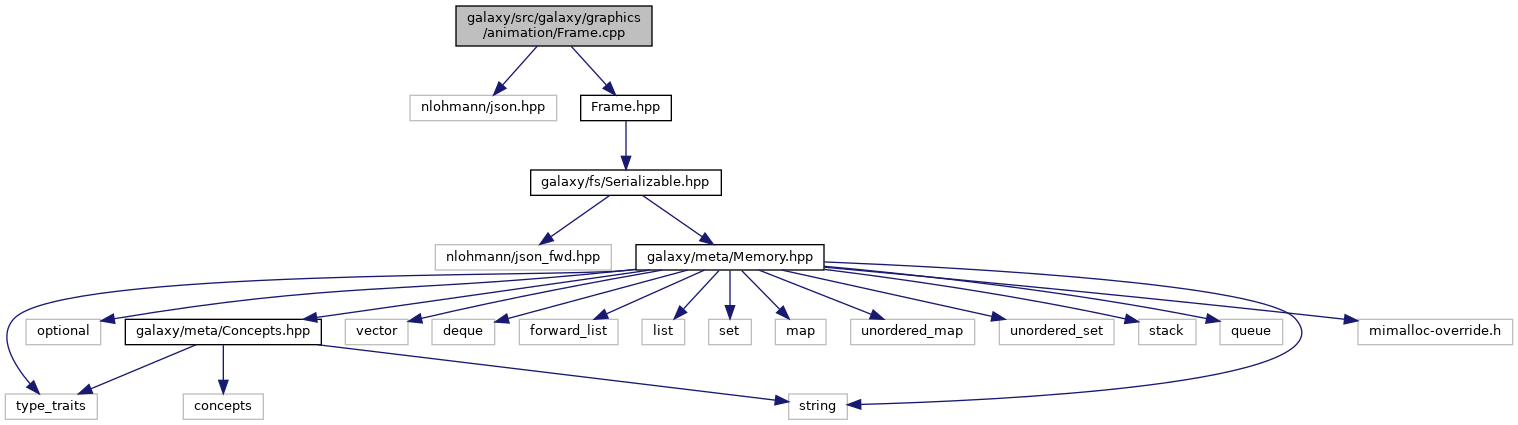 galaxy/src/galaxy/graphics
/animation/Frame.cpp
nlohmann/json.hpp
Frame.hpp
galaxy/fs/Serializable.hpp
nlohmann/json_fwd.hpp
galaxy/meta/Memory.hpp
optional
galaxy/meta/Concepts.hpp
vector
deque
forward_list
list
set
map
unordered_map
unordered_set
stack
queue
mimalloc-override.h
type_traits
concepts
string